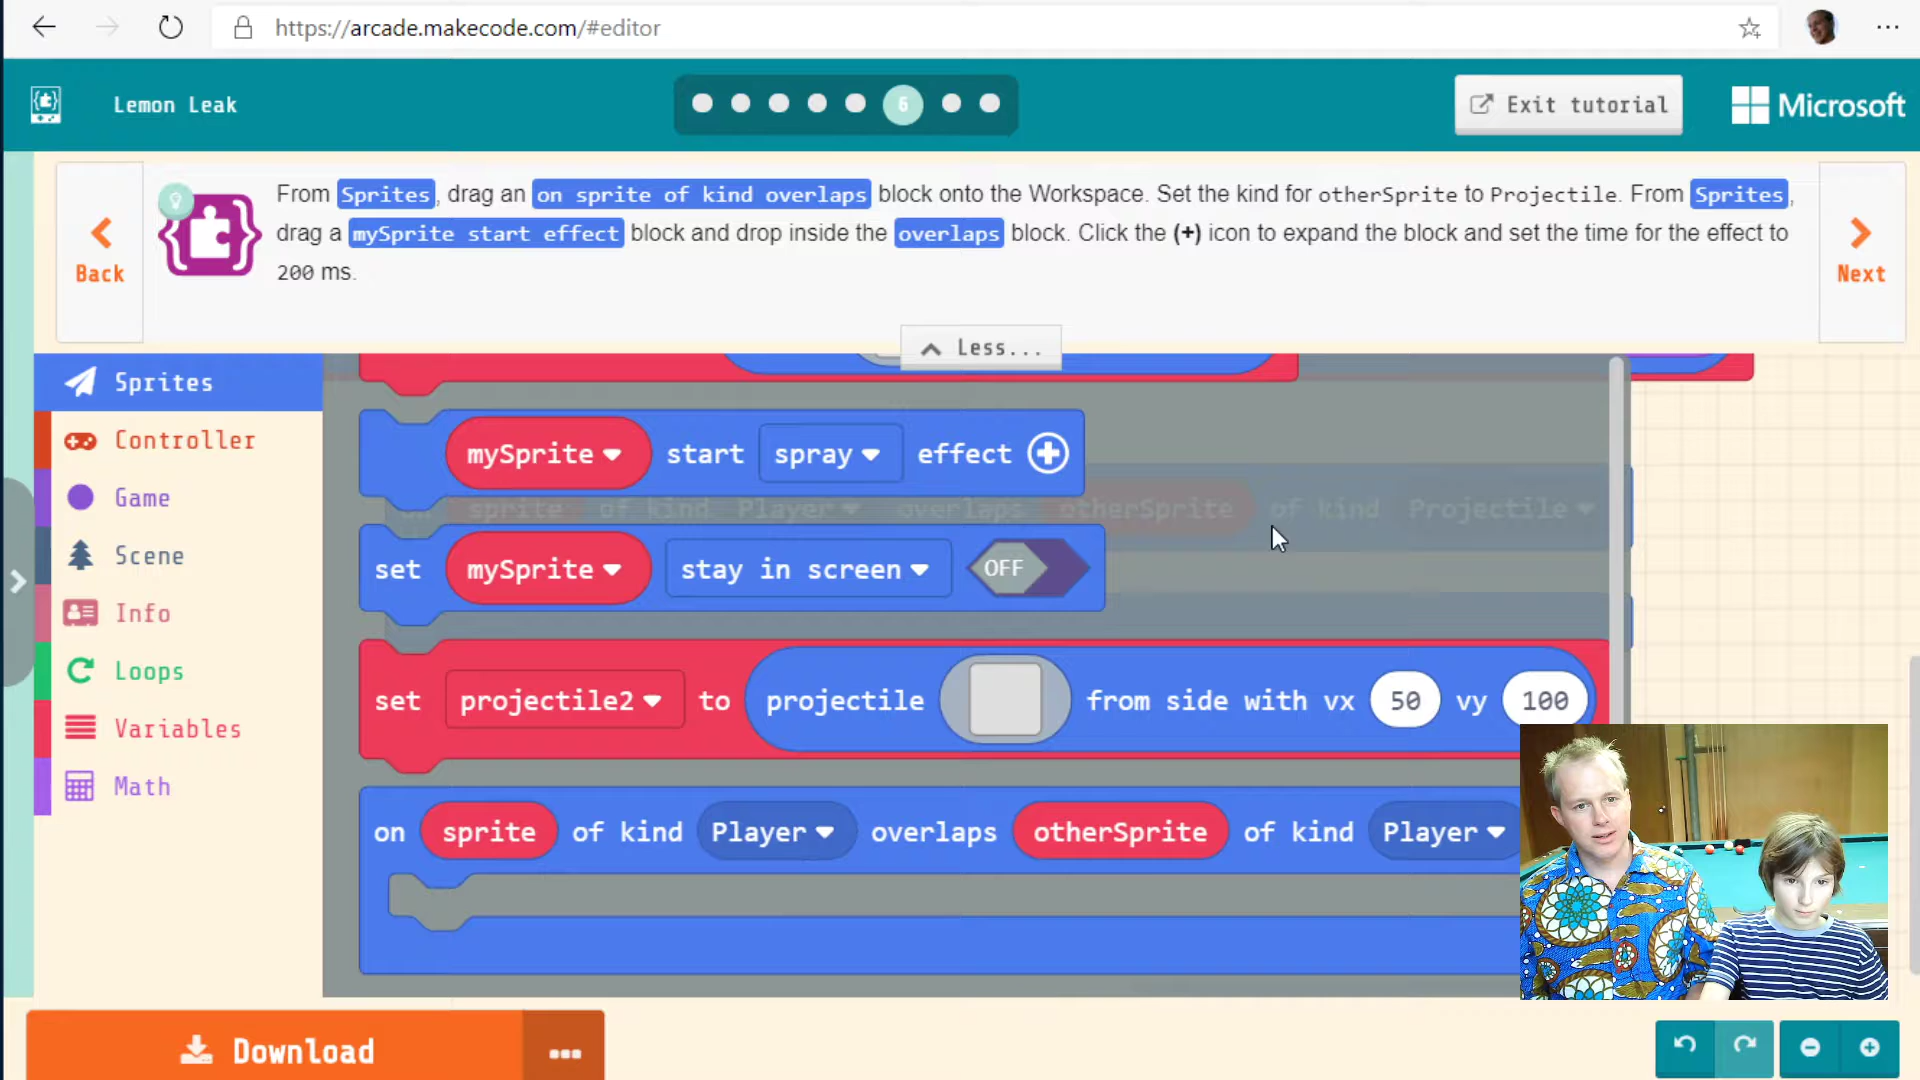 https://arcade.makecode.com/#editor
Lemon Leak
6
Exit tutorial
Microsoft
From Sprites, drag an on sprite of kind overlaps block onto the Workspace. Set the kind for otherSprite to Projectile. From Sprites,
drag a mySprite start effect block and drop inside the overlaps block. Click the (+) icon to expand the block and set the time for the effect to
200 ms.
Back
Next
Less...
Sprites
Controller
Game
Scene
Info
Loops
Variables
Math
mySprite start spray effect
on sprite of kind Player overlaps otherSprite of kind Projectile
set mySprite stay in screen OFF
set projectile2 to projectile from side with vx 50 vy 100
on sprite of kind Player overlaps otherSprite of kind Player
Download